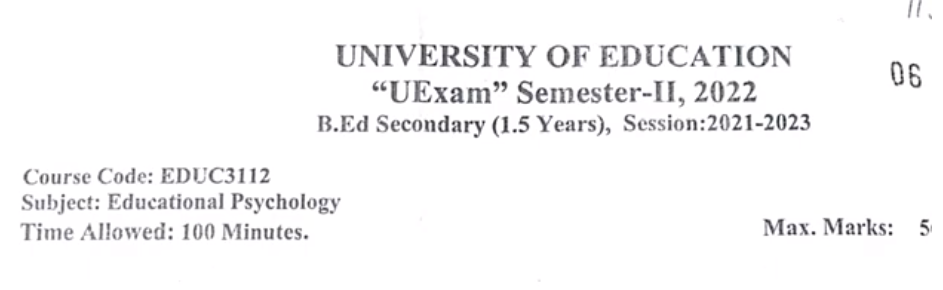 UNIVERSITY OF EDUCATION
06
“UExam” Semester-II, 2022
B.Ed Secondary (1.5 Years), Session:2021-2023
Course Code: EDUC3112
Subject: Educational Psychology
Time Allowed: 100 Minutes.
Max. Marks: